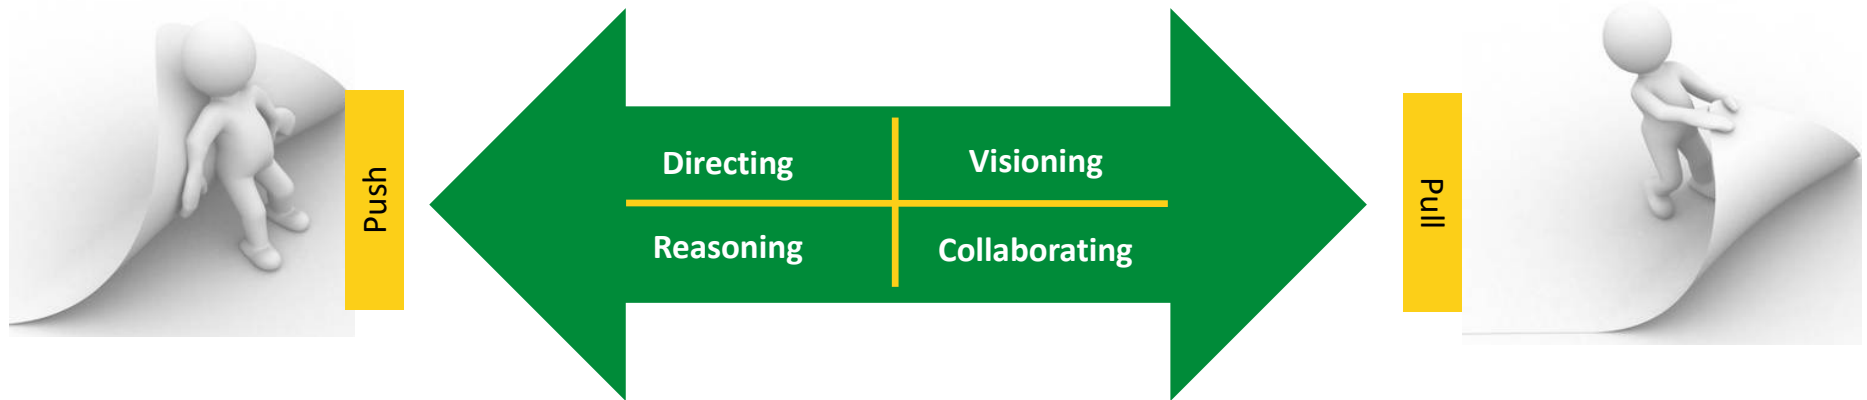 Push
Directing
Visioning
Reasoning
Collaborating
Pull